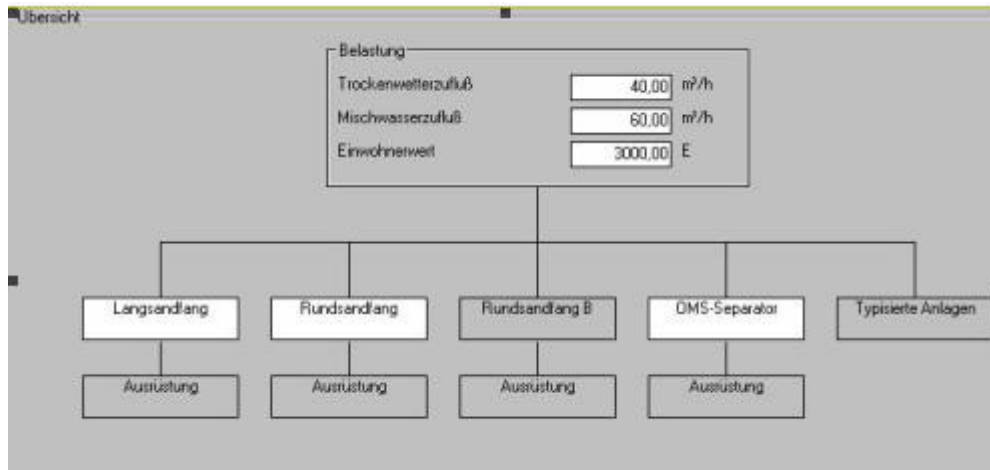 Übersicht
Belastung
Trockenwetterzufluß 40,00 m³/h
Mischwasserzufluß 60,00 m³/h
Einwohnerwert 3000,00 E
Langsandfang Rundsandfang Rundsandfang B OMS-Separator Typisierte Anlagen
Ausrüstung Ausrüstung Ausrüstung Ausrüstung